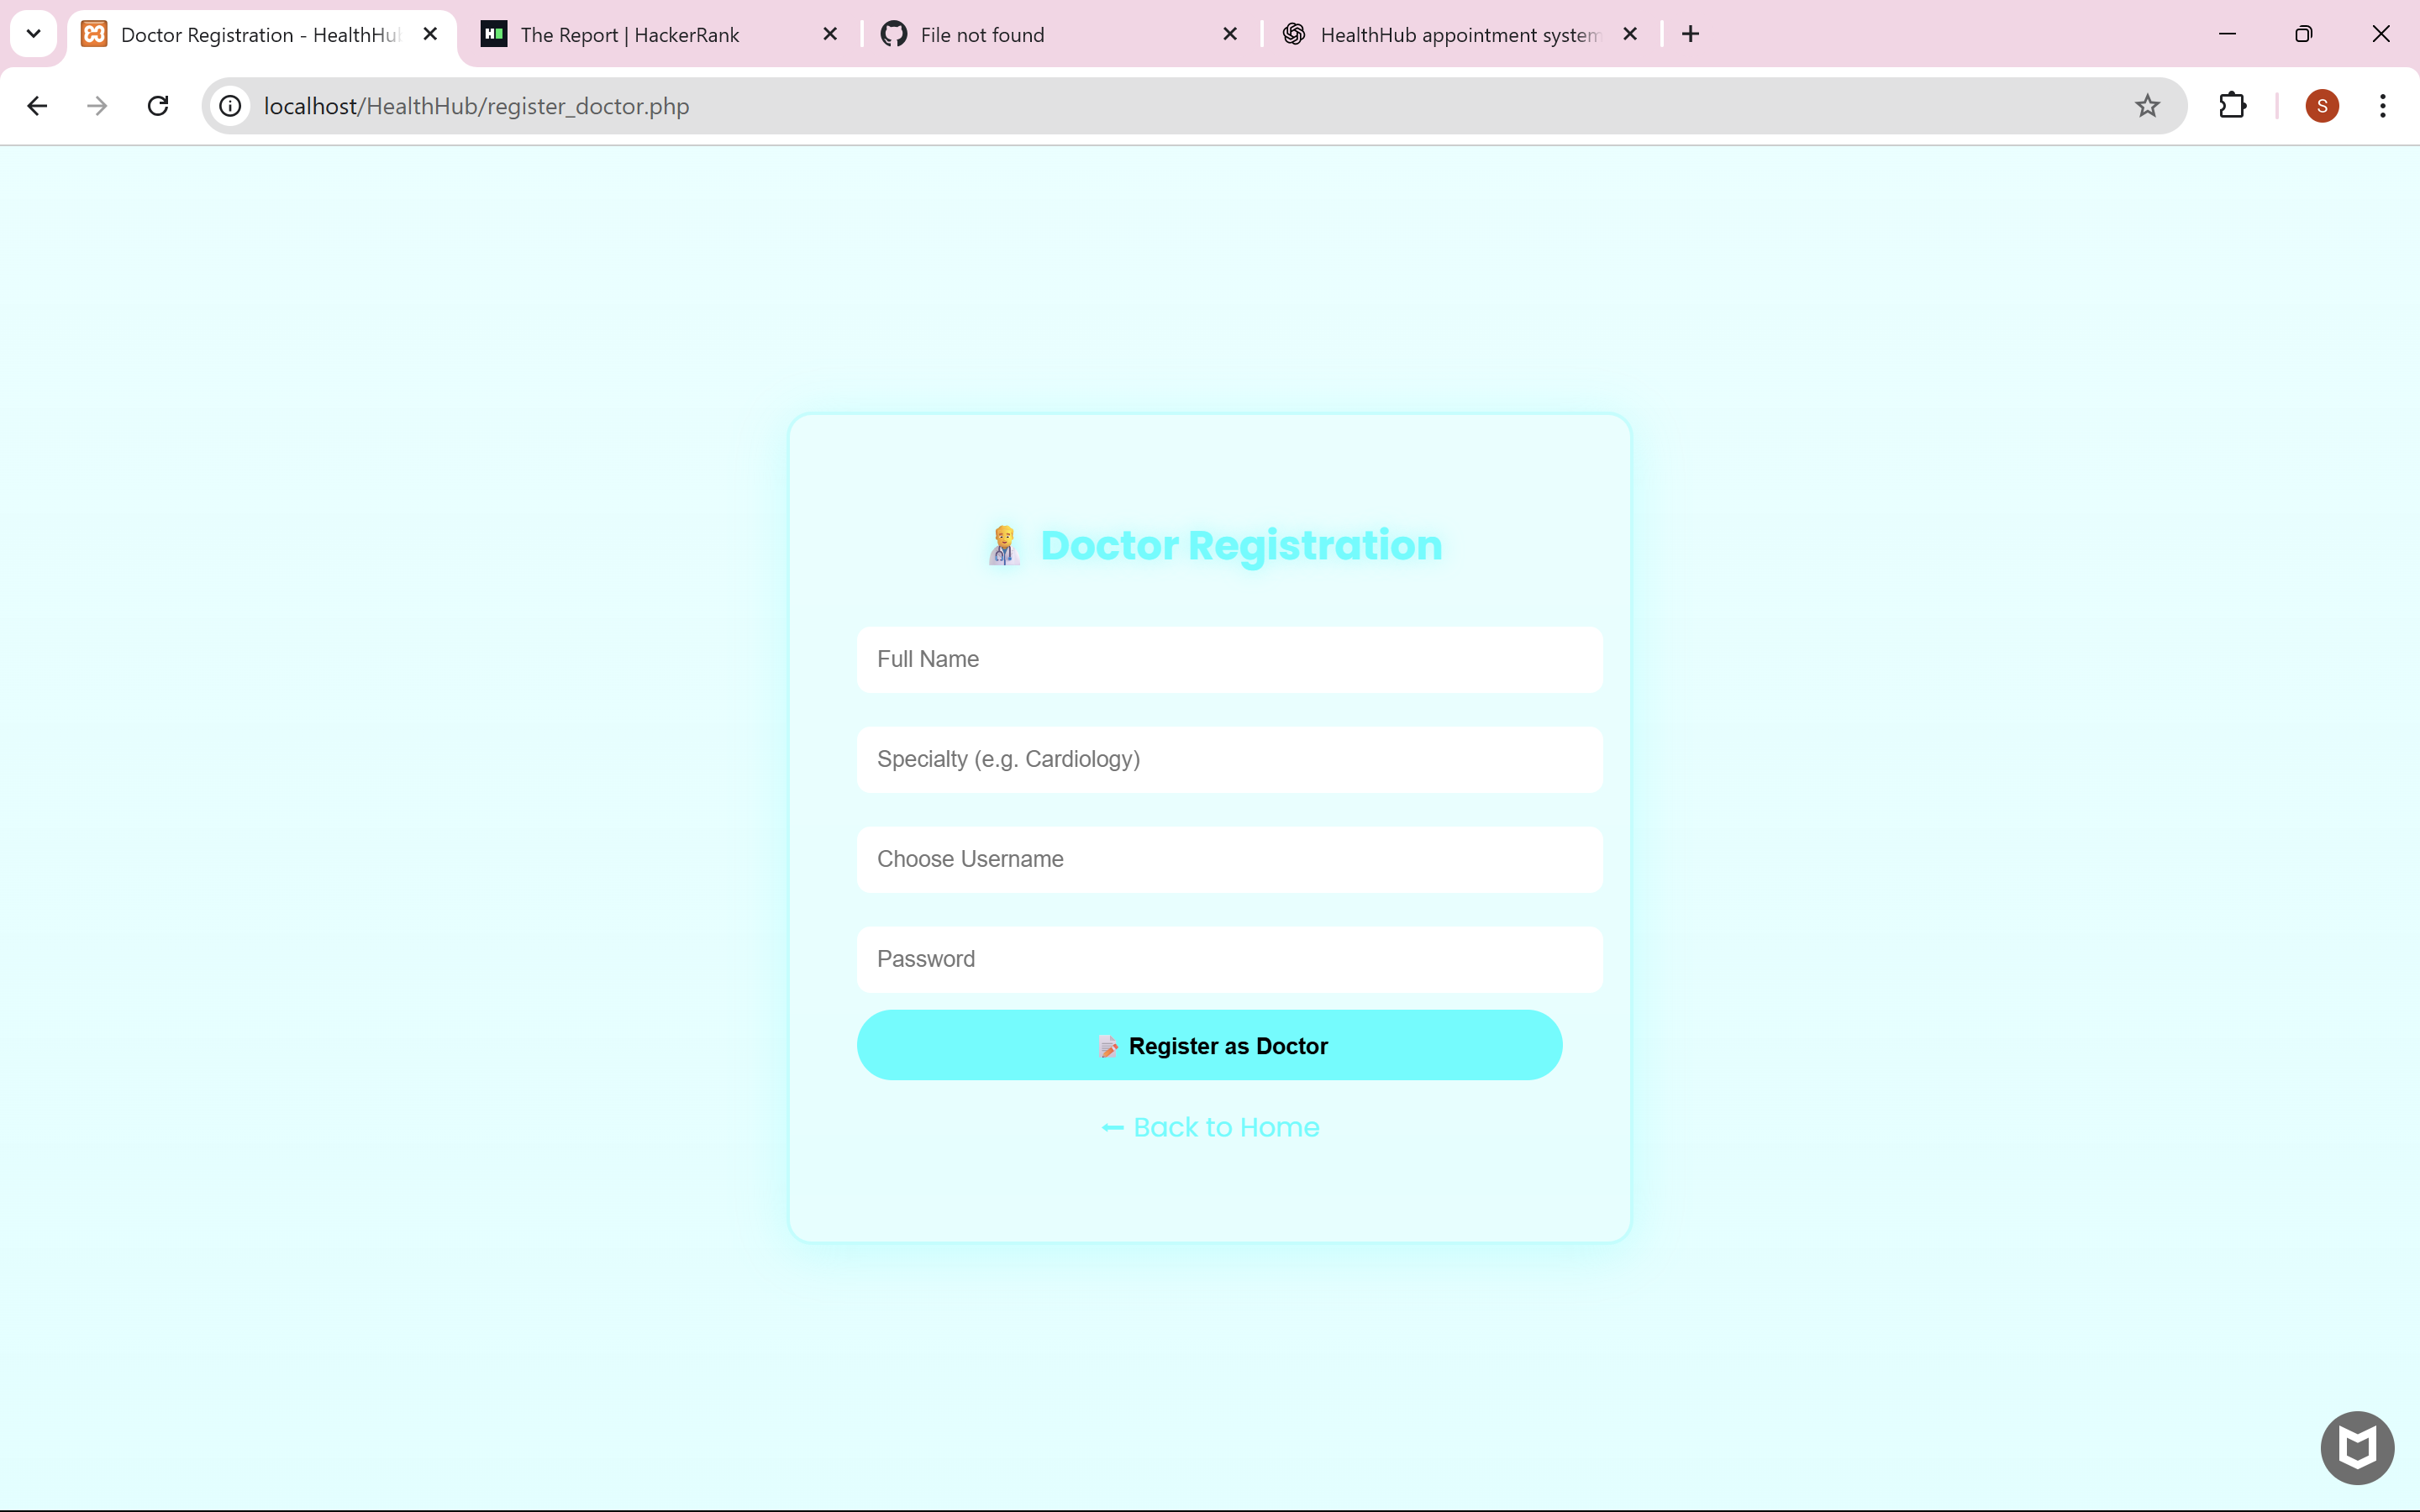 Doctor Registration - HealthHu
The Report | HackerRank
File not found
HealthHub appointment system
localhost/HealthHub/register_doctor.php
S
Doctor Registration
Full Name
Specialty (e.g. Cardiology)
Choose Username
Password
Register as Doctor
← Back to Home